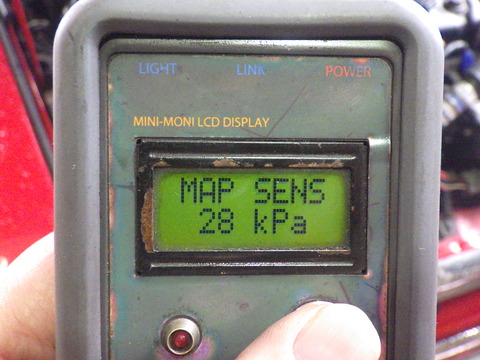 LIGHT LINK POWER
MINI-MONI LCD DISPLAY
MAP SENS
28 kPa